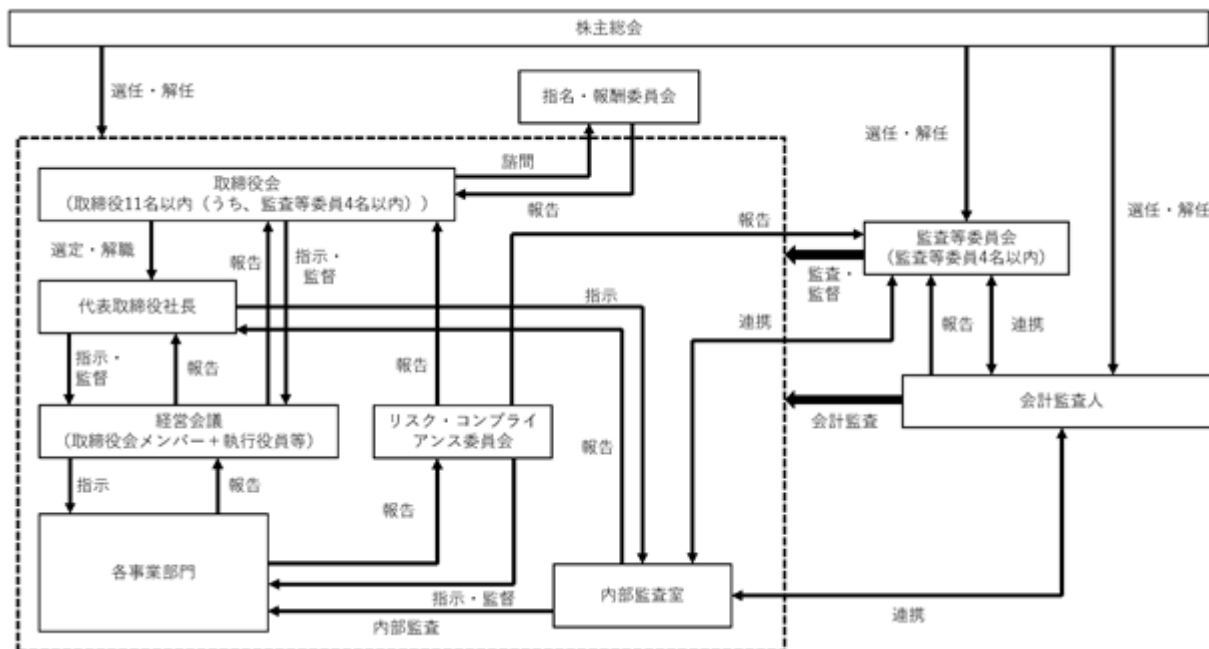 株主総会
選任・解任
指名・報酬委員会
選任・解任
選任・解任
諮問
報告
取締役会
（取締役11名以内（うち、監査等委員4名以内））
選定・解職
報告
指示・
監督
報告
監査等委員会
（監査等委員4名以内）
監査・
監督
代表取締役社長
指示
連携
報告
連携
指示・
監督
報告
報告
会計監査人
会計監査
経営会議
（取締役会メンバー＋執行役員等）
リスク・コンプライ
アンス委員会
報告
指示
報告
報告
各事業部門
内部監査室
指示・監督
内部監査
連携